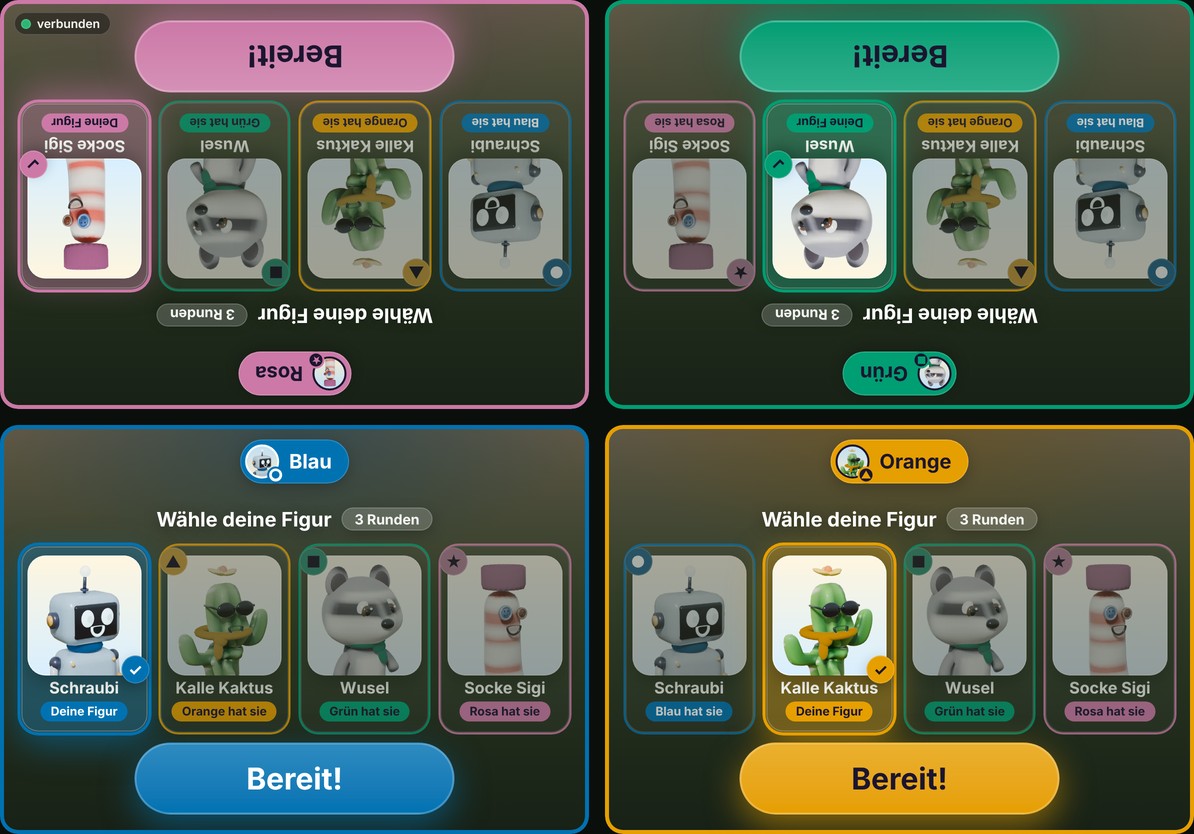 verbunden
Bereit!
Deine Figur
Socke Sigi
Grün hat sie
Wusel
Orange hat sie
Kalle Kaktus
Blau hat sie
Schraubi
Wähle deine Figur
3 Runden
Rosa
Bereit!
Rosa hat sie
Socke Sigi
Deine Figur
Wusel
Orange hat sie
Kalle Kaktus
Blau hat sie
Schraubi
Wähle deine Figur
3 Runden
Grün
Blau
Wähle deine Figur
3 Runden
Schraubi
Deine Figur
Kalle Kaktus
Orange hat sie
Wusel
Grün hat sie
Socke Sigi
Rosa hat sie
Bereit!
Orange
Wähle deine Figur
3 Runden
Schraubi
Blau hat sie
Kalle Kaktus
Deine Figur
Wusel
Grün hat sie
Socke Sigi
Rosa hat sie
Bereit!